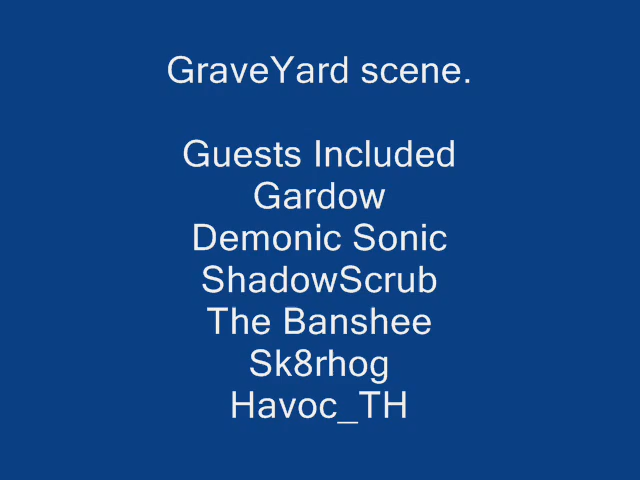 GraveYard scene.
Guests Included
Gardow
Demonic Sonic
ShadowScrub
The Banshee
Sk8rhog
Havoc_TH